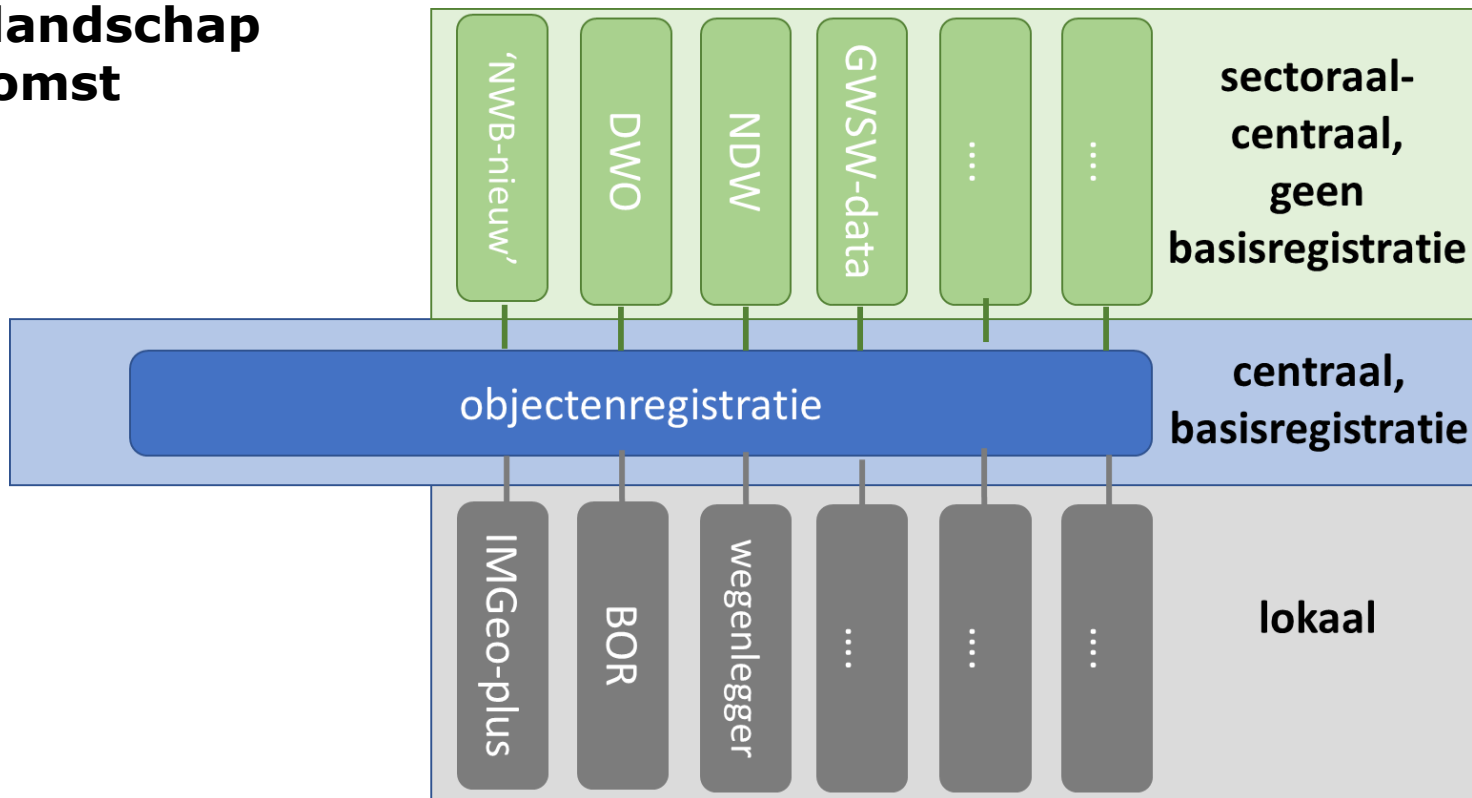 landschap
omst
'NWB-nieuw'
DWO
NDW
GWSW-data
....
....
sectoraal-
centraal,
geen
basisregistratie
objectenregistratie
centraal,
basisregistratie
IMGeo-plus
BOR
wegenlegger
....
....
....
lokaal